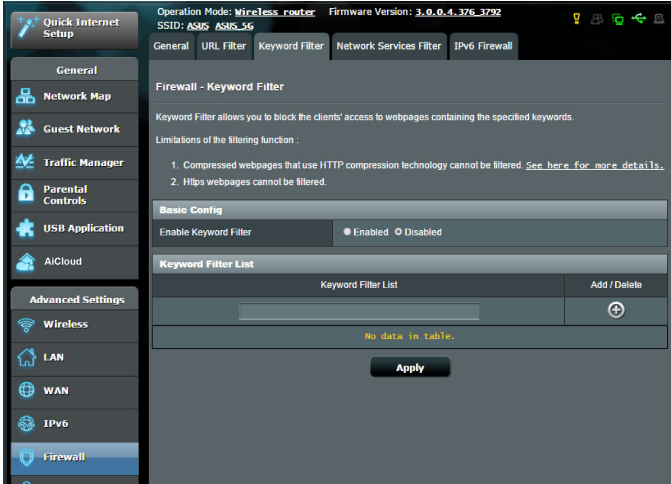 Quick Internet
Setup
Operation Mode: Wireless router Firmware Version: 3.0.0.4.376_3792
SSID: ASUS ASUS_5G
General URL Filter Keyword Filter Network Services Filter IPv6 Firewall
General
Network Map
Guest Network
Traffic Manager
Parental
Controls
USB Application
AiCloud
Advanced Settings
Wireless
LAN
WAN
IPv6
Firewall
Firewall - Keyword Filter
Keyword Filter allows you to block the clients' access to webpages containing the specified keywords.
Limitations of the filtering function :
1. Compressed webpages that use HTTP compression technology cannot be filtered. See here for more details.
2. Https webpages cannot be filtered.
Basic Config
Enable Keyword Filter Enabled Disabled
Keyword Filter List
Keyword Filter List Add / Delete
No data in table.
Apply